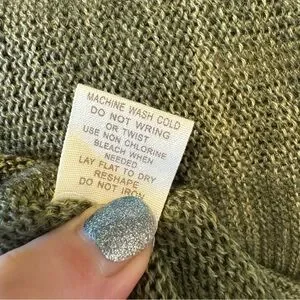 MACHINE WASH COLD
DO NOT WRING
OR TWIST
USE NON CHLORINE
BLEACH WHEN
NEEDED
LAY FLAT TO DRY
RESHAPE
DO NOT IRON